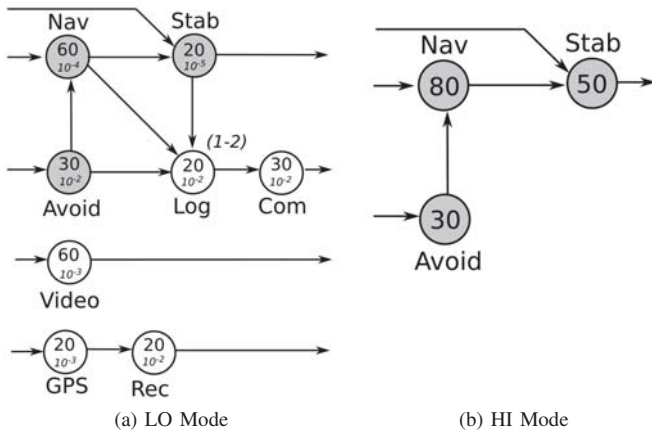 Nav Stab
60
10-4
20
10-5
(1-2)
30
10-2
20
10-2
30
10-2
Avoid Log Com
60
10-3
Video
20
10-3
20
10-2
GPS Rec
(a) LO Mode
Nav Stab
80
50
30
Avoid
(b) HI Mode